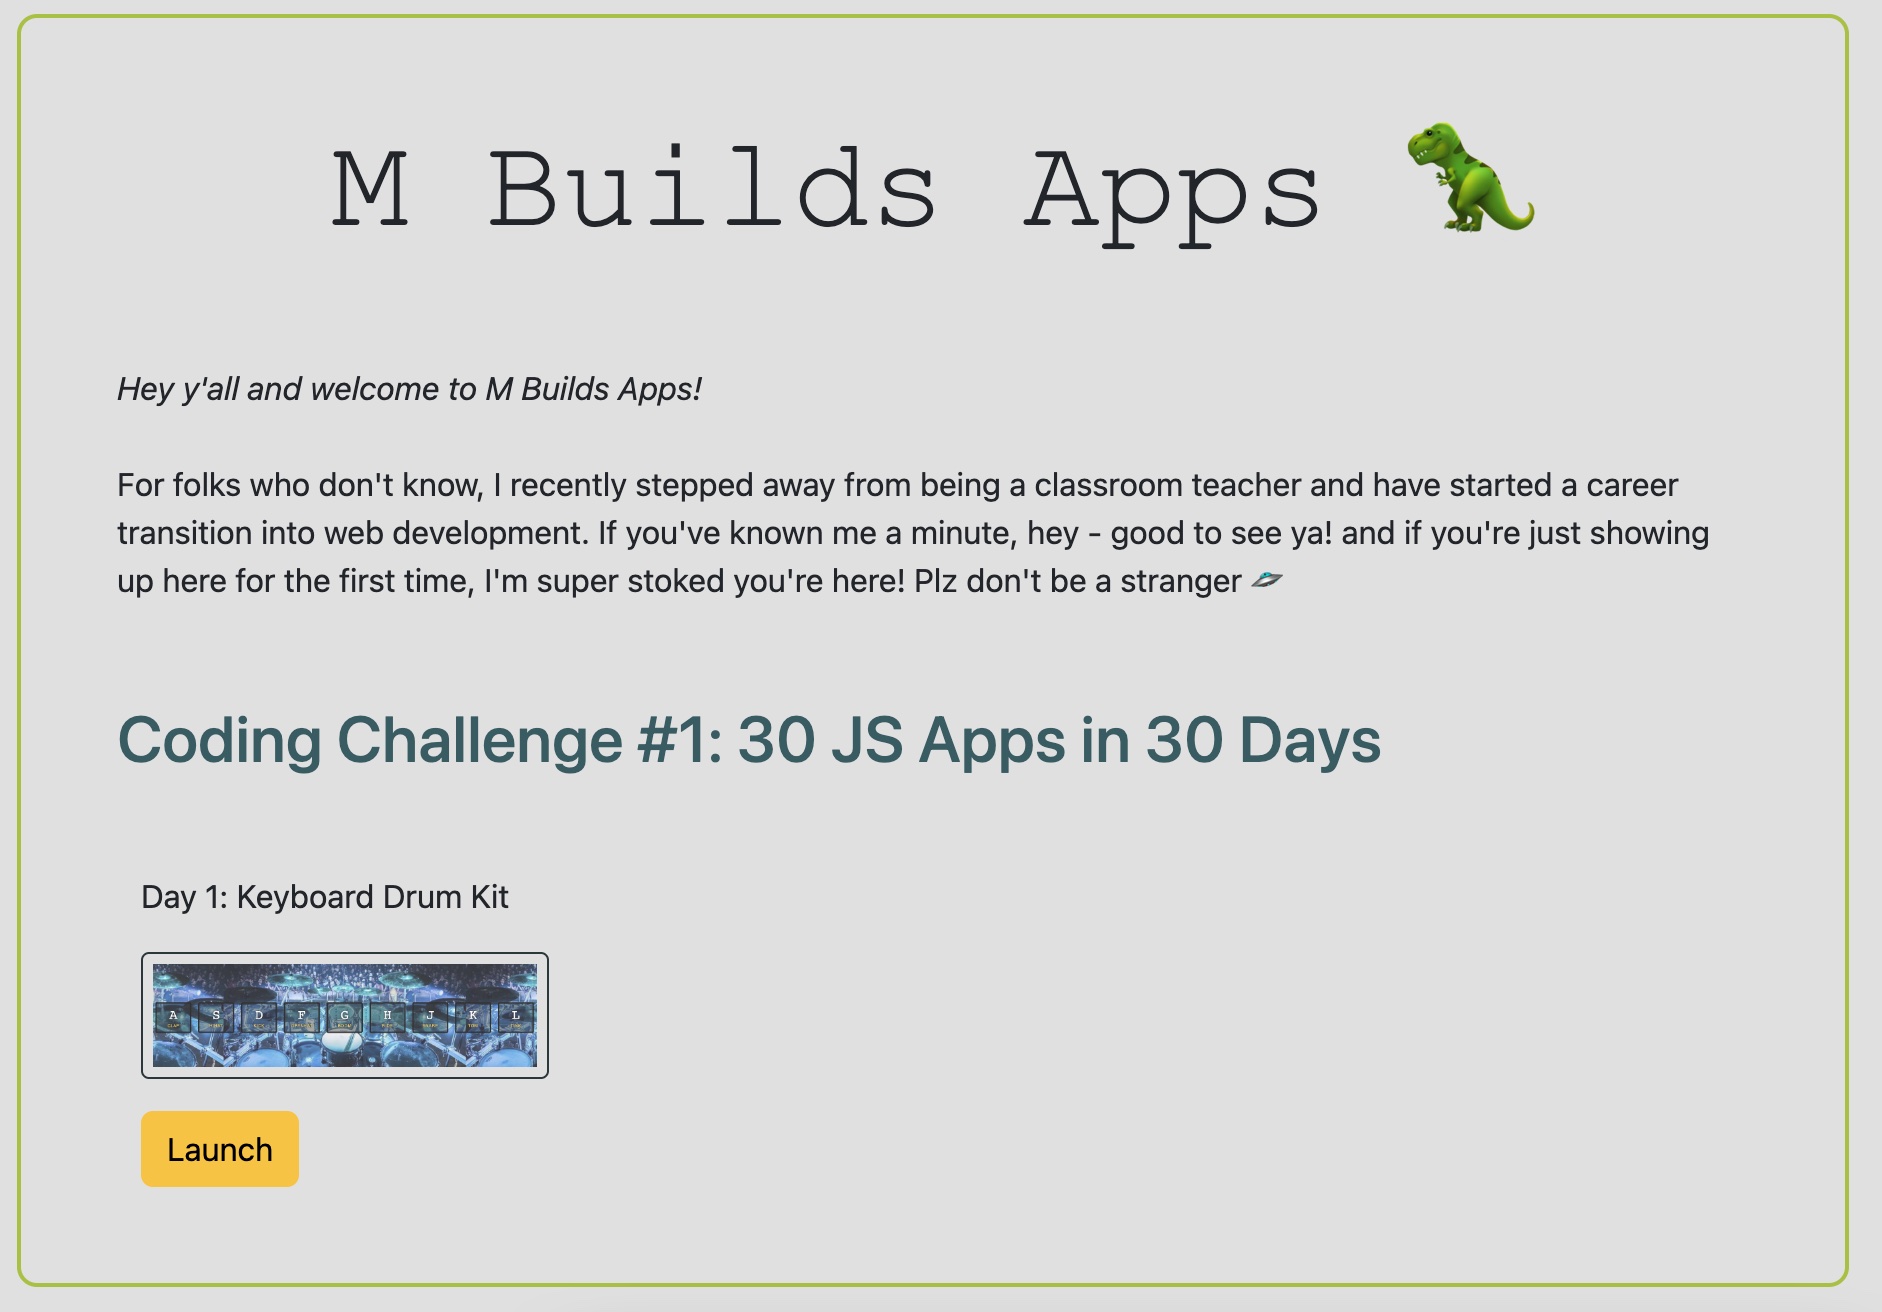 M Builds Apps 🦖
Hey y'all and welcome to M Builds Apps!
For folks who don't know, I recently stepped away from being a classroom teacher and have started a career
transition into web development. If you've known me a minute, hey - good to see ya! and if you're just showing
up here for the first time, I'm super stoked you're here! Plz don't be a stranger 🛸
Coding Challenge #1: 30 JS Apps in 30 Days
Day 1: Keyboard Drum Kit
A S D F G H J K L
Launch